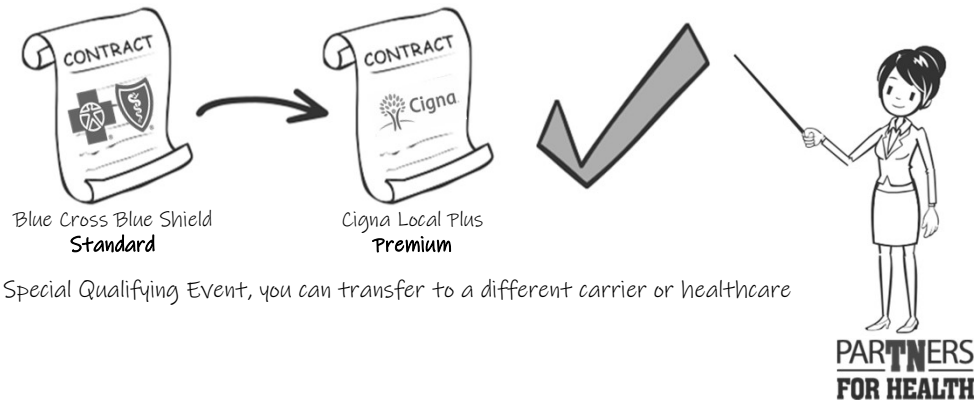 CONTRACT
CONTRACT
Cigna
Blue Cross Blue Shield
Standard
Cigna Local Plus
Premium
Special Qualifying Event, you can transfer to a different carrier or healthcare
PARTNERS
FOR HEALTH